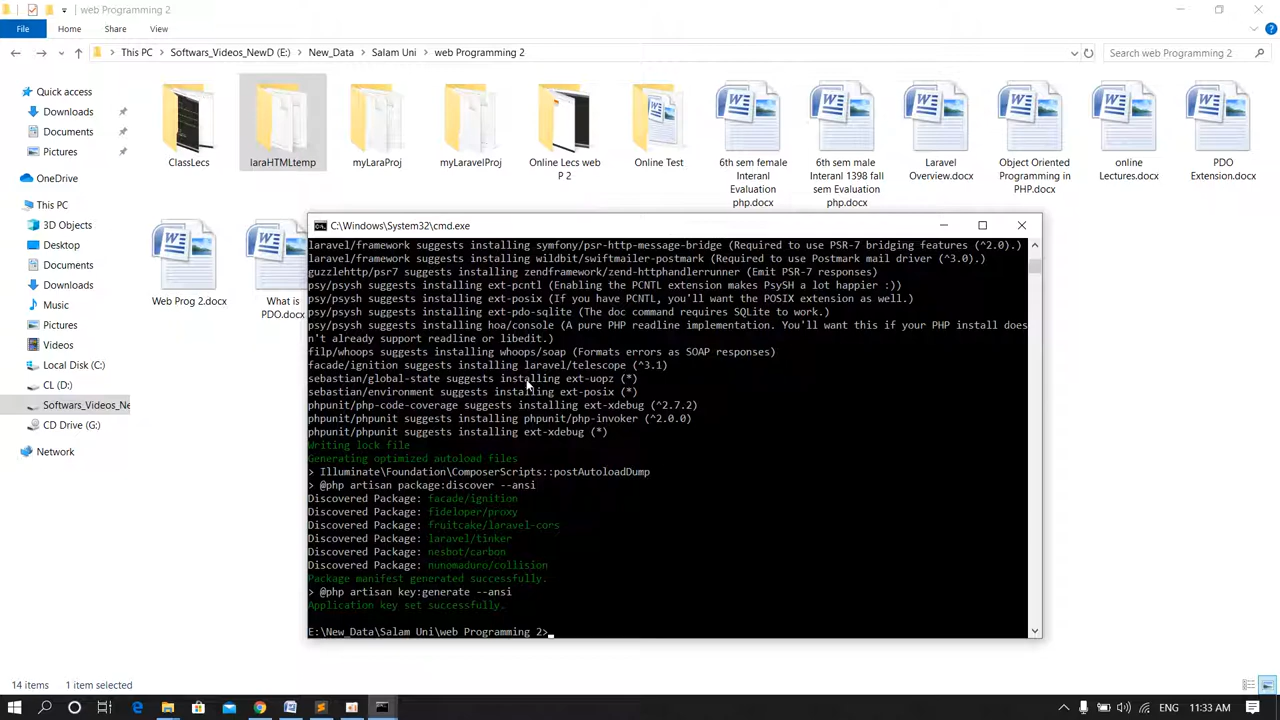 web Programming 2
File
Home
Share
View
This PC
Softwars_Videos_NewD (E:)
New_Data
Salam Uni
web Programming 2
Search web Programming 2
Quick access
Downloads
Documents
Pictures
OneDrive
This PC
3D Objects
Desktop
Documents
Downloads
Music
Pictures
Videos
Local Disk (C:)
CL (D:)
Softwars_Videos_Ne
CD Drive (G:)
Network
ClassLecs
laraHTMLtemp
myLaraProj
myLaravelProj
Online Lecs web
P 2
Online Test
6th sem female
Interanl
Evaluation
php.docx
6th sem male
Interanl 1398 fall
sem Evaluation
php.docx
Laravel
Overview.docx
Object Oriented
Programming in
PHP.docx
online
Lectures.docx
PDO
Extension.docx
Web Prog 2.docx
What is
PDO.docx
C:\Windows\System32\cmd.exe
laravel/framework suggests installing symfony/psr-http-message-bridge (Required to use PSR-7 bridging features (^2.0).)
laravel/framework suggests installing wildbit/swiftmailer-postmark (Required to use Postmark mail driver (^3.0).)
guzzlehttp/psr7 suggests installing zendframework/zend-httphandlerrunner (Emit PSR-7 responses)
psy/psysh suggests installing ext-pcntl (Enabling the PCNTL extension makes PsySH a lot happier :))
psy/psysh suggests installing ext-posix (If you have PCNTL, you'll want the POSIX extension as well.)
psy/psysh suggests installing ext-pdo-sqlite (The doc command requires SQLite to work.)
psy/psysh suggests installing hoa/console (A pure PHP readline implementation. You'll want this if your PHP install does
n't already support readline or libedit.)
filp/whoops suggests installing whoops/soap (Formats errors as SOAP responses)
facade/ignition suggests installing laravel/telescope (^3.1)
sebastian/global-state suggests installing ext-uopz (*)
sebastian/environment suggests installing ext-posix (*)
phpunit/php-code-coverage suggests installing ext-xdebug (^2.7.2)
phpunit/phpunit suggests installing phpunit/php-invoker (^2.0.0)
phpunit/phpunit suggests installing ext-xdebug (*)
Writing lock file
Generating optimized autoload files
> Illuminate\Foundation\ComposerScripts::postAutoloadDump
> @php artisan package:discover --ansi
Discovered Package: facade/ignition
Discovered Package: fideloper/proxy
Discovered Package: fruitcake/laravel-cors
Discovered Package: laravel/tinker
Discovered Package: nesbot/carbon
Discovered Package: nunomaduro/collision
Package manifest generated successfully.
> @php artisan key:generate --ansi
Application key set successfully.
E:\New_Data\Salam Uni\web Programming 2>
14 items
1 item selected
ENG
11:33 AM